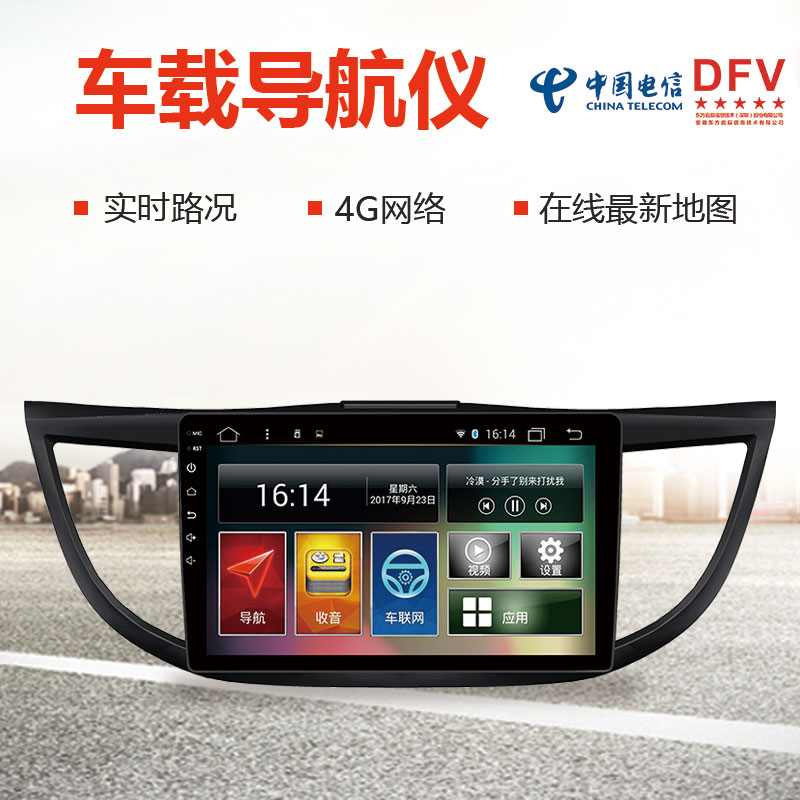 车载导航仪
中国电信
CHINA TELECOM
DFV
实时路况
4G网络
在线最新地图
MIC
RST
16:14
16:14
星期六
2017年9月23日
冷漠 - 分手了别来打扰我
导航
收音
车联网
视频
设置
应用